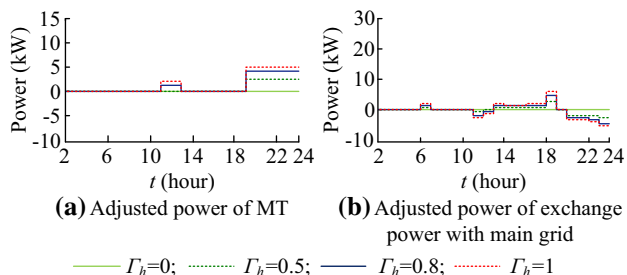 15
10
5
0
-5
-10
Power (kW)
2 6 10 14 18 22 24
t (hour)
(a) Adjusted power of MT
30
20
10
0
-10
Power (kW)
2 6 10 14 18 22 24
t (hour)
(b) Adjusted power of exchange
power with main grid
Γh=0; Γh=0.5; Γh=0.8; Γh=1